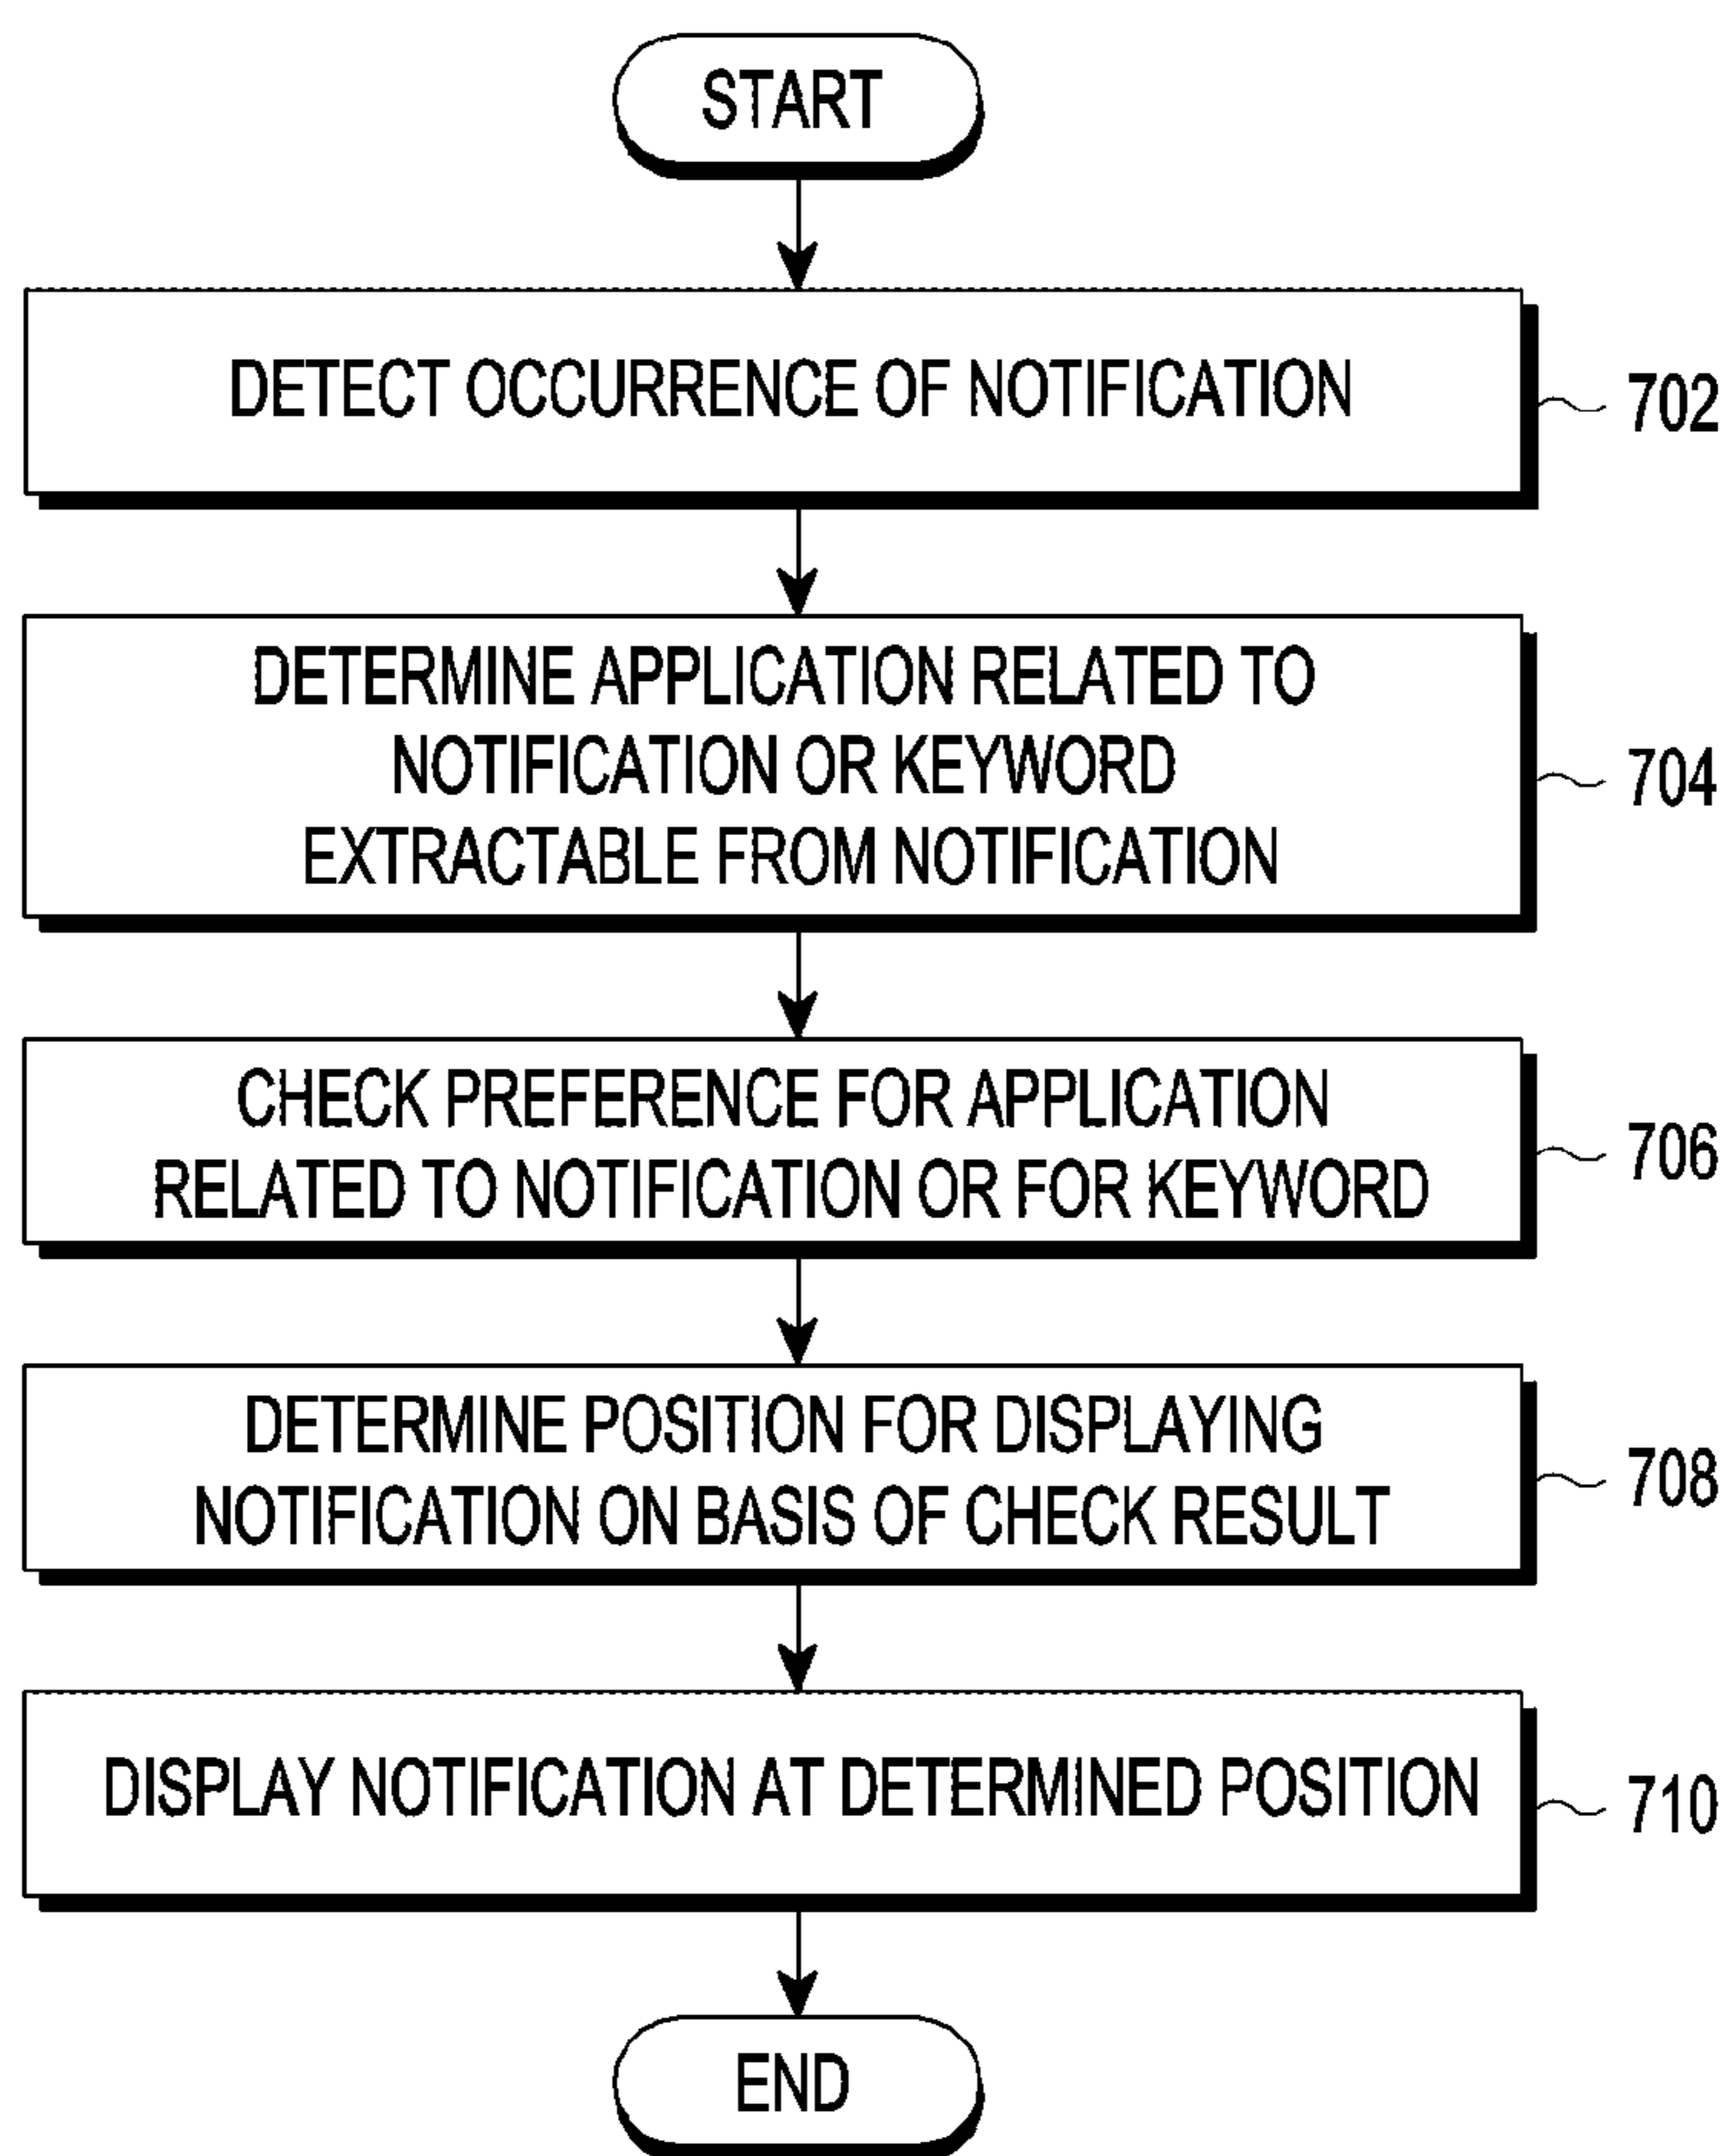 START
DETECT OCCURRENCE OF NOTIFICATION
702
DETERMINE APPLICATION RELATED TO
NOTIFICATION OR KEYWORD
EXTRACTABLE FROM NOTIFICATION
704
CHECK PREFERENCE FOR APPLICATION
RELATED TO NOTIFICATION OR FOR KEYWORD
706
DETERMINE POSITION FOR DISPLAYING
NOTIFICATION ON BASIS OF CHECK RESULT
708
DISPLAY NOTIFICATION AT DETERMINED POSITION
710
END